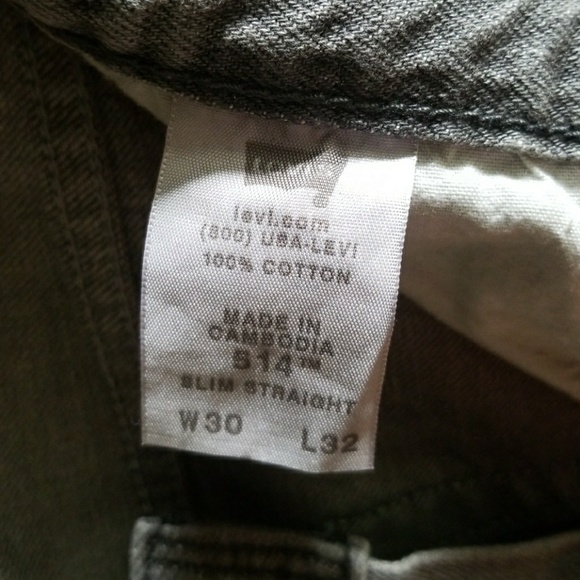 levi.com
(800) USA-LEVI
100% COTTON
MADE IN
CAMBODIA
514™
SLIM STRAIGHT
W30 L32